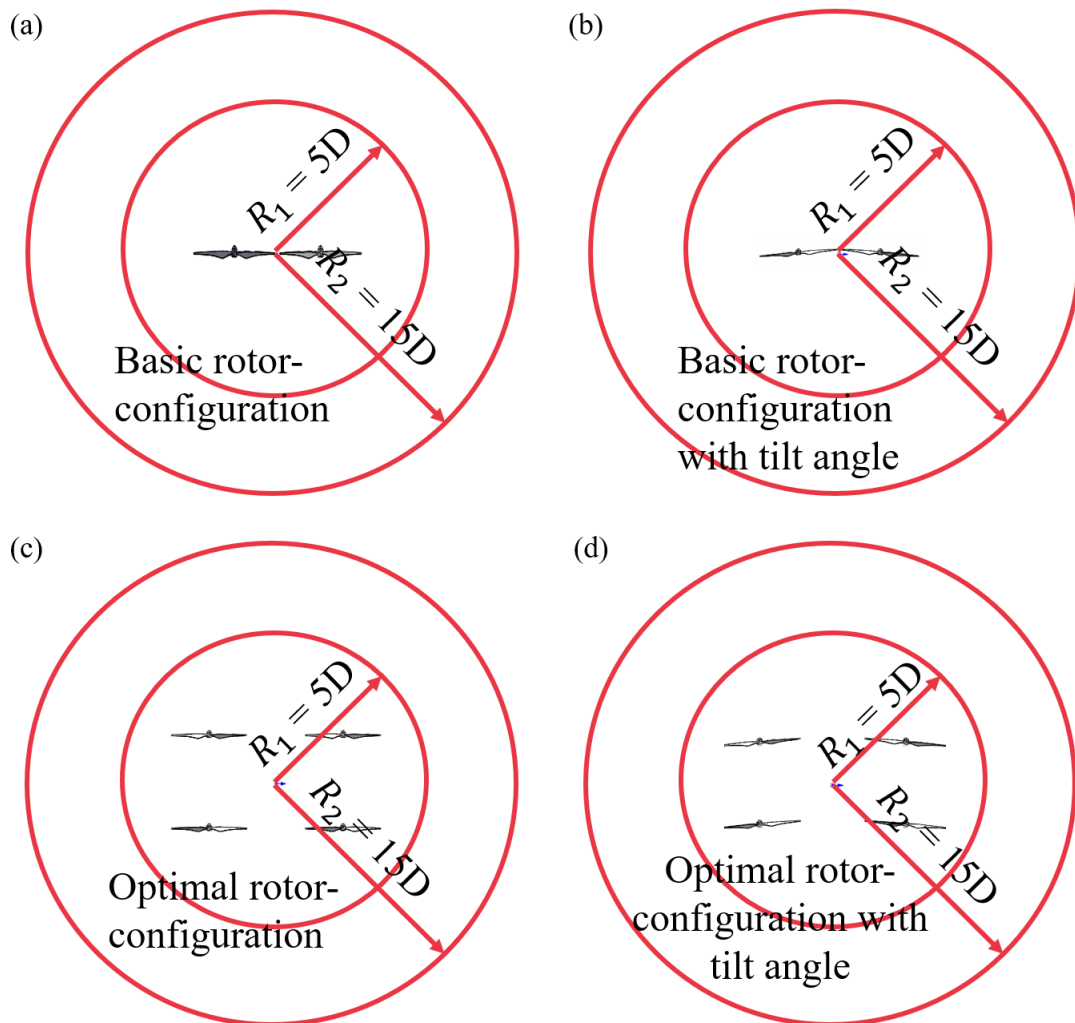 (a)
R₁ = 5D
R₂ = 15D
Basic rotor-
configuration
(b)
R₁ = 5D
R₂ = 15D
Basic rotor-
configuration
with tilt angle
(c)
R₁ = 5D
R₂ = 15D
Optimal rotor-
configuration
(d)
R₁ = 5D
R₂ = 15D
Optimal rotor-
configuration with
tilt angle